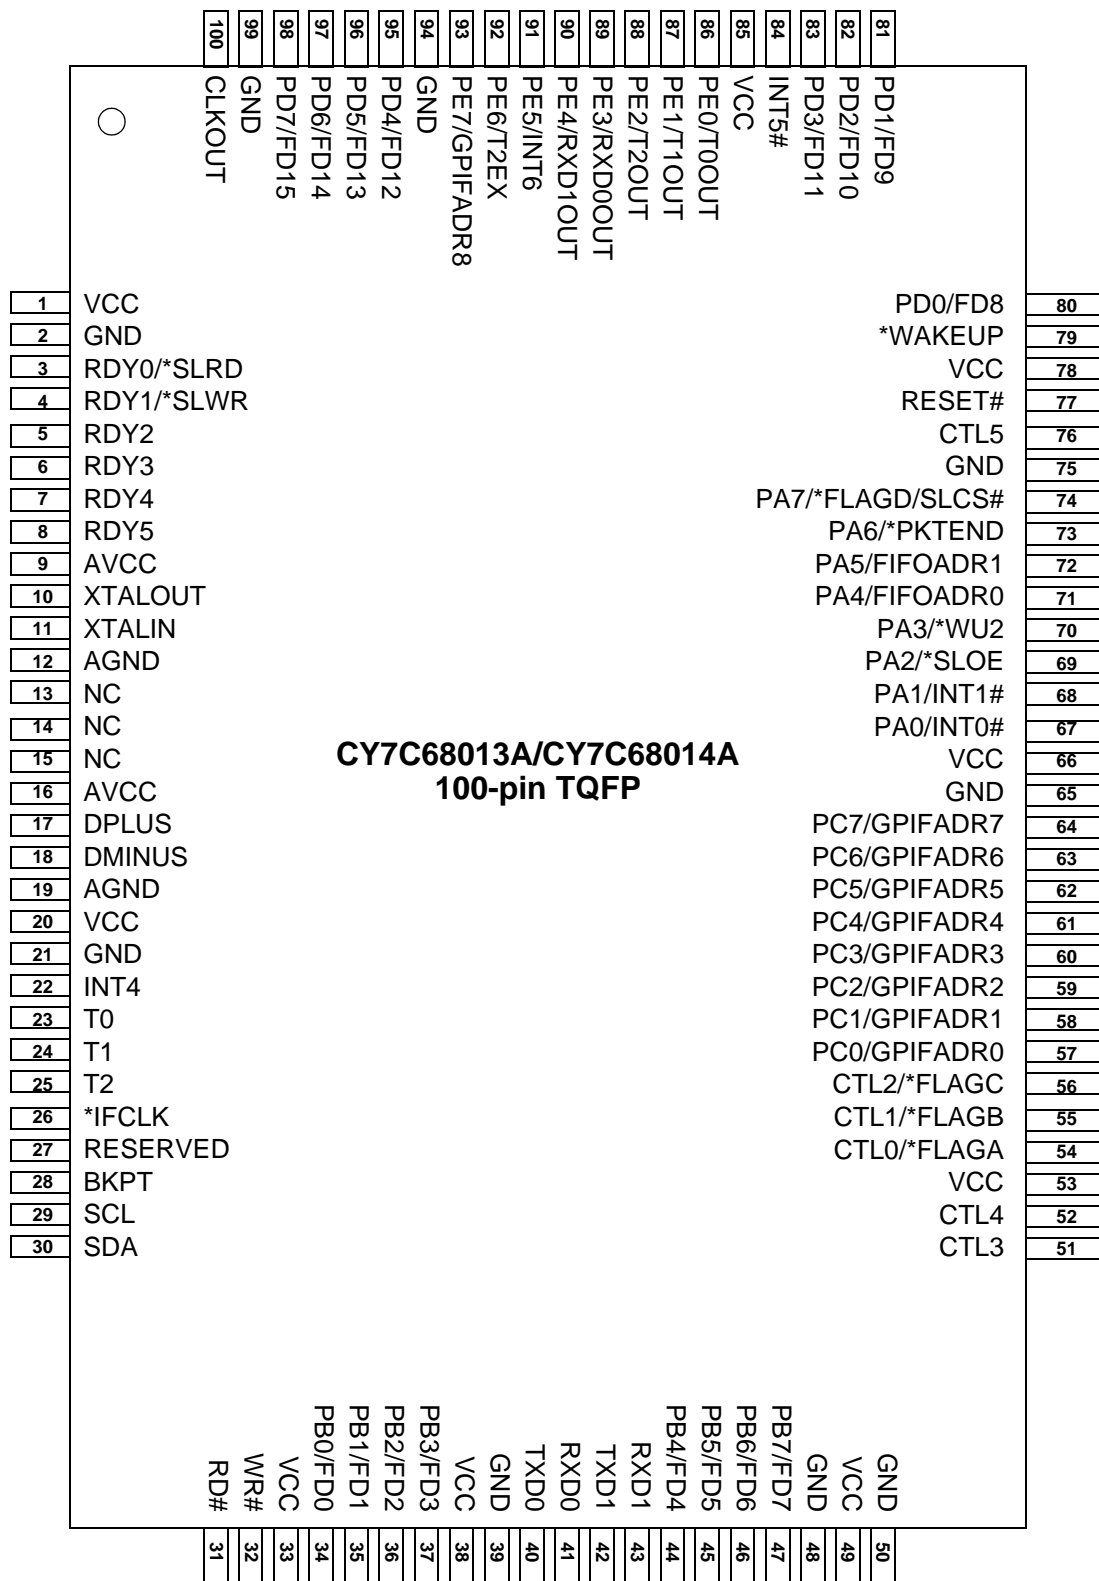 100 99 98 97 96 95 94 93 92 91 90 89 88 87 86 85 84 83 82 81
CLKOUT
GND
PD7/FD15
PD6/FD14
PD5/FD13
PD4/FD12
GND
PE7/GPIFADR8
PE6/T2EX
PE5/INT6
PE4/RXD1OUT
PE3/RXD0OUT
PE2/T2OUT
PE1/T1OUT
PE0/T0OUT
VCC
INT5#
PD3/FD11
PD2/FD10
PD1/FD9
1 VCC PD0/FD8 80
2 GND *WAKEUP 79
3 RDY0/*SLRD VCC 78
4 RDY1/*SLWR RESET# 77
5 RDY2 CTL5 76
6 RDY3 GND 75
7 RDY4 PA7/*FLAGD/SLCS# 74
8 RDY5 PA6/*PKTEND 73
9 AVCC PA5/FIFOADR1 72
10 XTALOUT PA4/FIFOADR0 71
11 XTALIN PA3/*WU2 70
12 AGND PA2/*SLOE 69
13 NC PA1/INT1# 68
14 NC PA0/INT0# 67
15 NC CY7C68013A/CY7C68014A VCC 66
16 AVCC 100-pin TQFP GND 65
17 DPLUS PC7/GPIFADR7 64
18 DMINUS PC6/GPIFADR6 63
19 AGND PC5/GPIFADR5 62
20 VCC PC4/GPIFADR4 61
21 GND PC3/GPIFADR3 60
22 INT4 PC2/GPIFADR2 59
23 T0 PC1/GPIFADR1 58
24 T1 PC0/GPIFADR0 57
25 T2 CTL2/*FLAGC 56
26 *IFCLK CTL1/*FLAGB 55
27 RESERVED CTL0/*FLAGA 54
28 BKPT VCC 53
29 SCL CTL4 52
30 SDA CTL3 51
RD#
WR#
VCC
PB0/FD0
PB1/FD1
PB2/FD2
PB3/FD3
VCC
GND
TXD0
RXD0
TXD1
RXD1
PB4/FD4
PB5/FD5
PB6/FD6
PB7/FD7
GND
VCC
GND
31 32 33 34 35 36 37 38 39 40 41 42 43 44 45 46 47 48 49 50